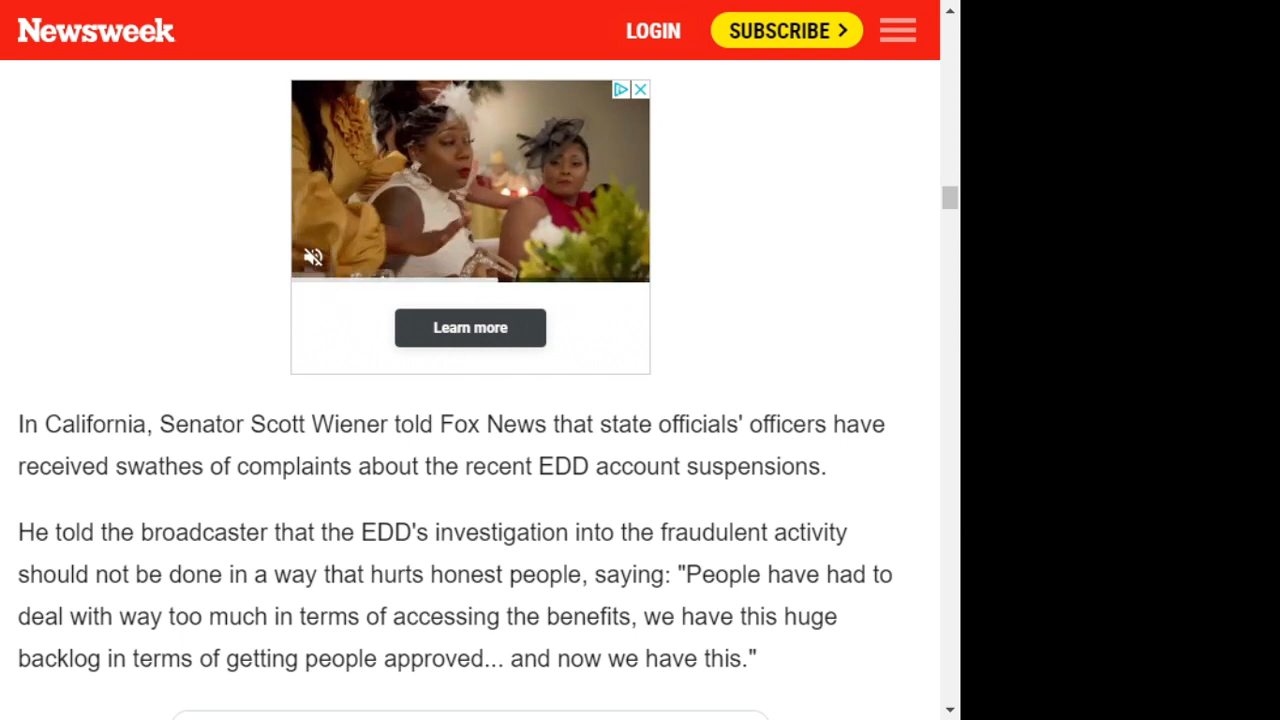 Newsweek
LOGIN
SUBSCRIBE >
Learn more
In California, Senator Scott Wiener told Fox News that state officials' officers have
received swathes of complaints about the recent EDD account suspensions.
He told the broadcaster that the EDD's investigation into the fraudulent activity
should not be done in a way that hurts honest people, saying: "People have had to
deal with way too much in terms of accessing the benefits, we have this huge
backlog in terms of getting people approved... and now we have this."